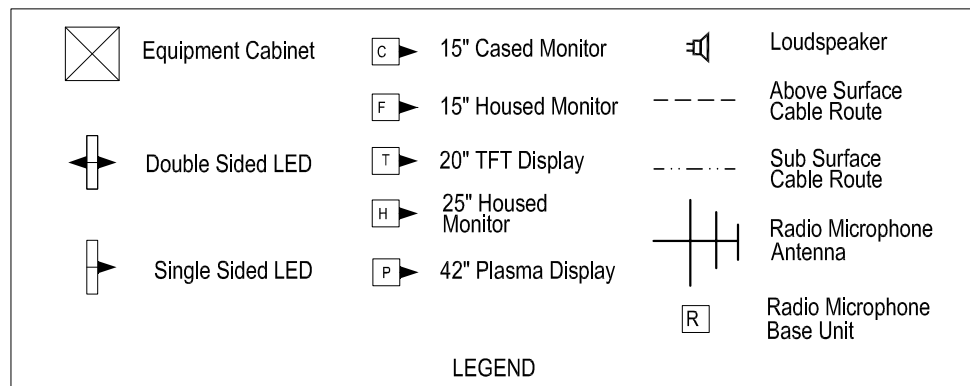 Equipment Cabinet
Double Sided LED
Single Sided LED
C
15" Cased Monitor
F
15" Housed Monitor
T
20" TFT Display
H
25" Housed
Monitor
P
42" Plasma Display
Loudspeaker
Above Surface
Cable Route
Sub Surface
Cable Route
Radio Microphone
Antenna
R
Radio Microphone
Base Unit
LEGEND